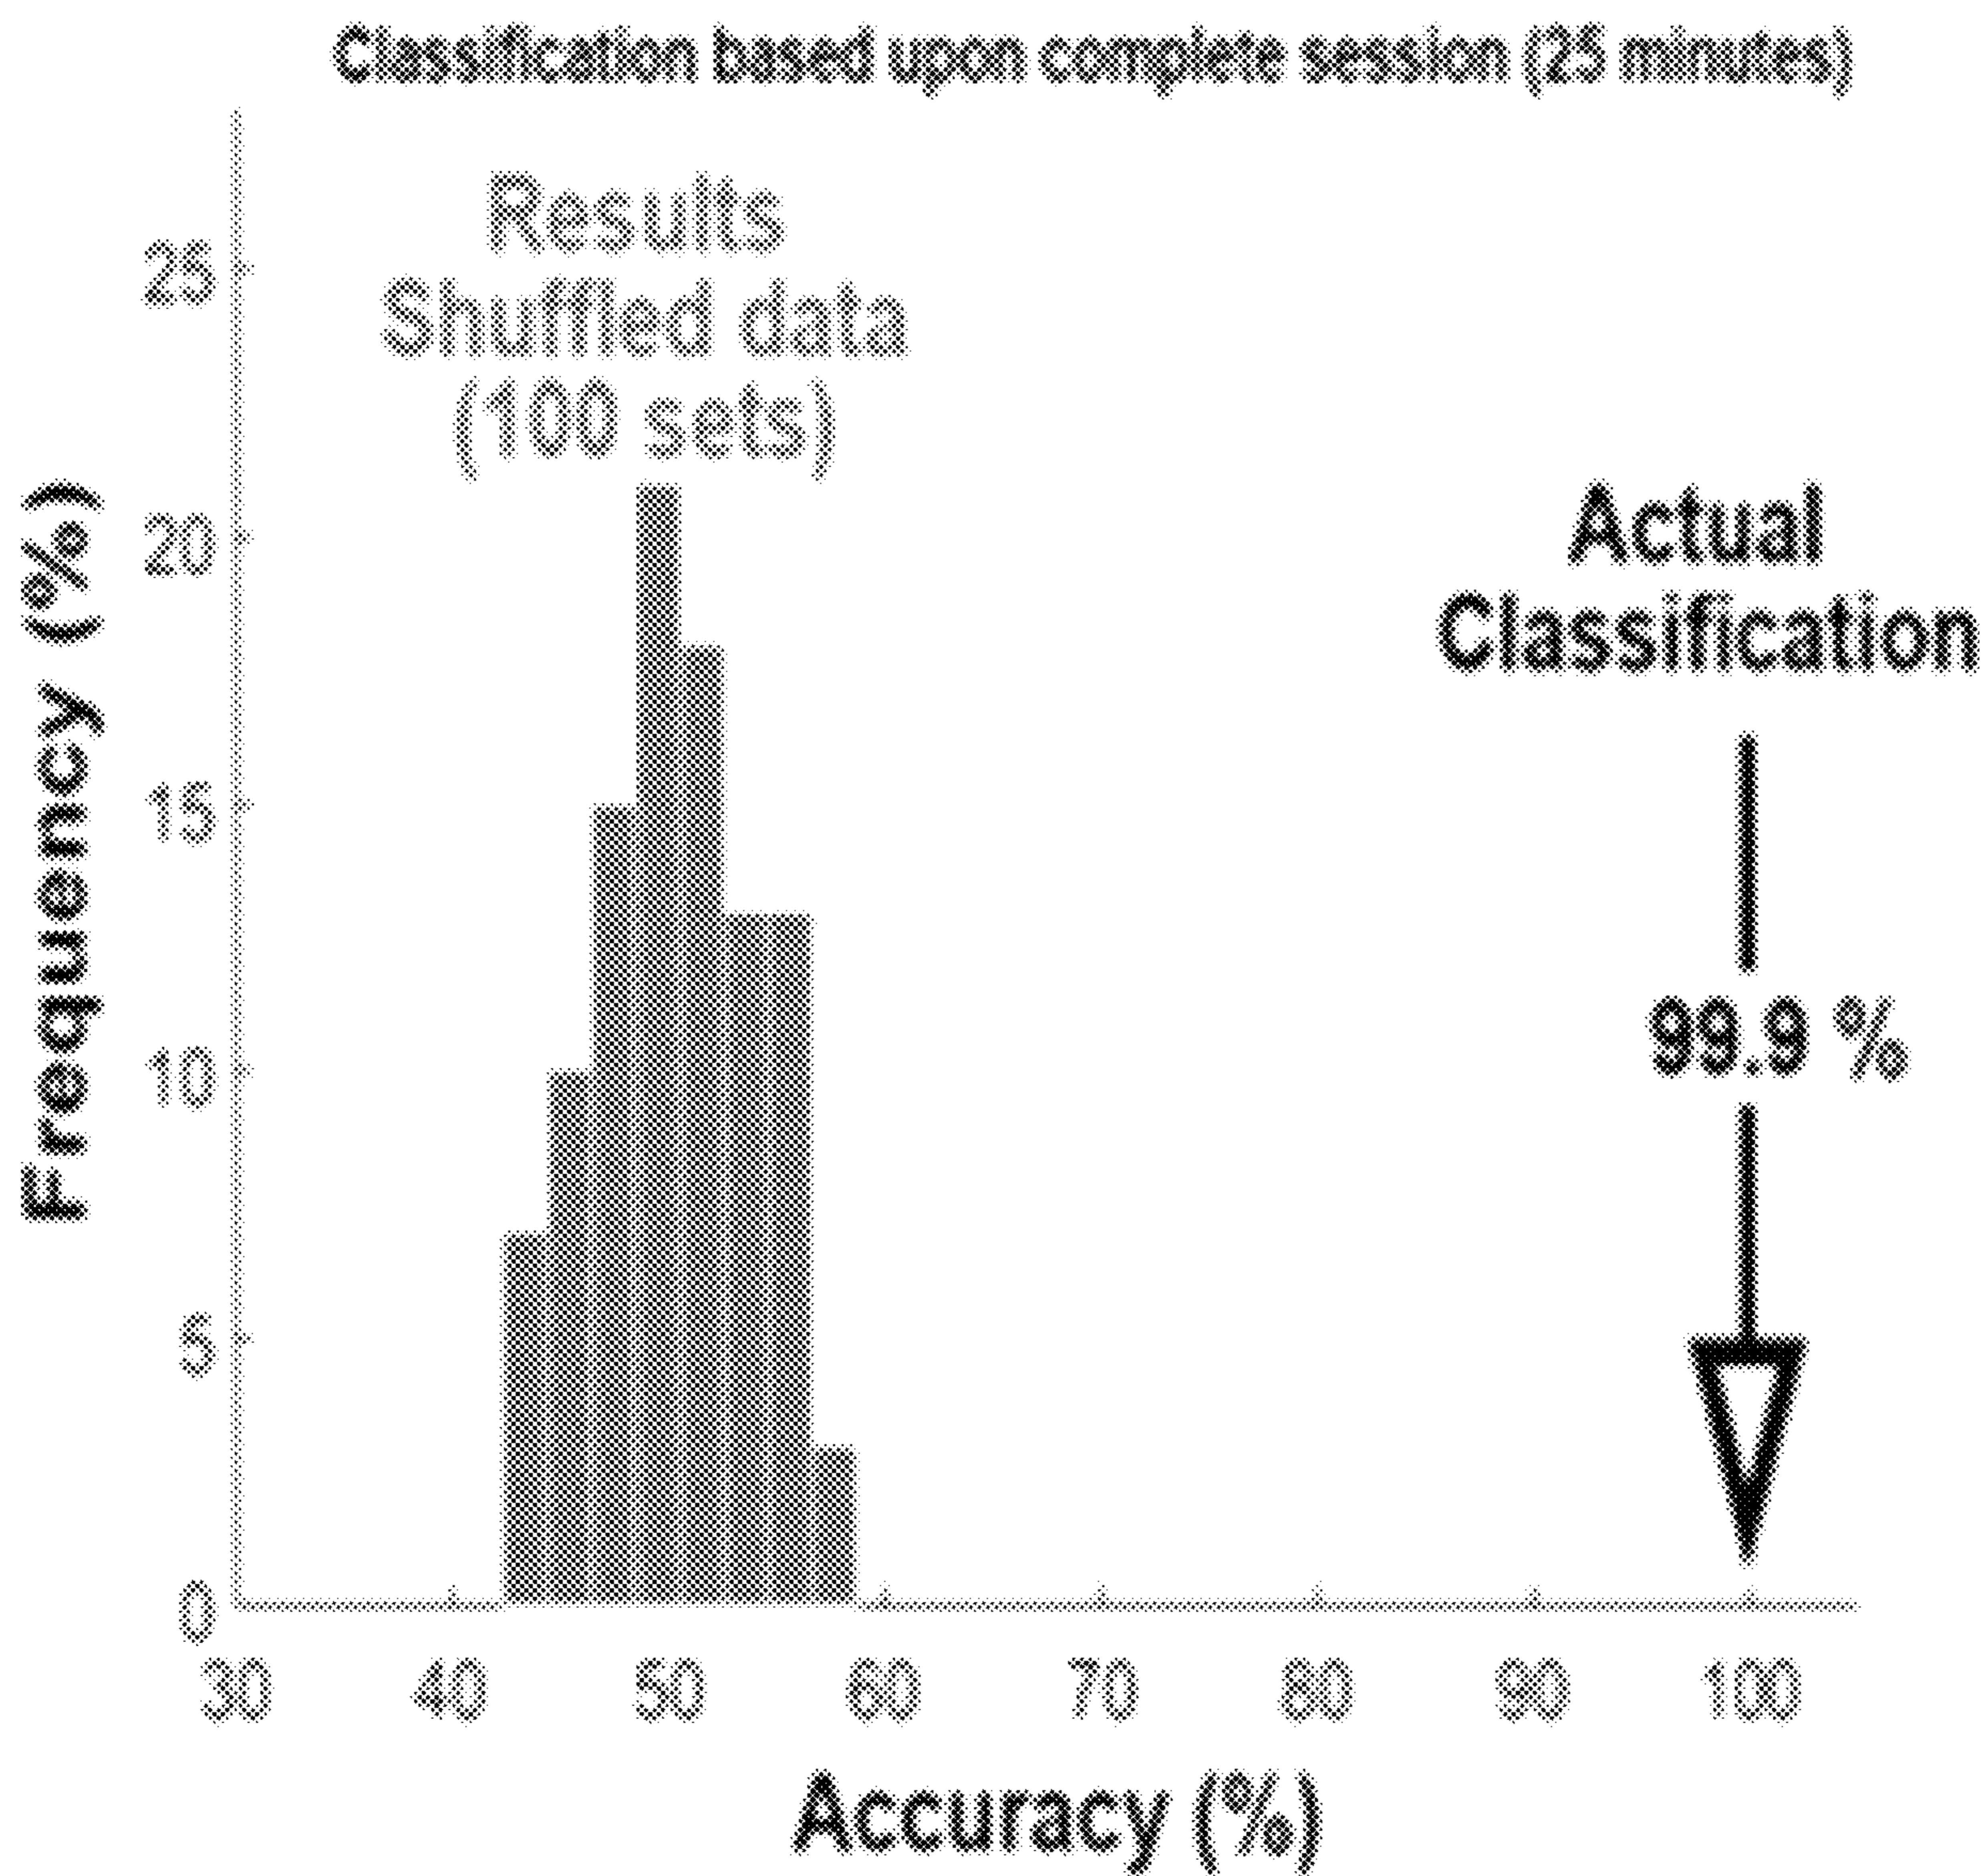 Classification based upon complete session (25 minutes)
Results
Shuffled data
(100 sets)
Actual
Classification
99.9 %
Frequency (%)
25
20
15
10
5
0
30 40 50 60 70 80 90 100
Accuracy (%)